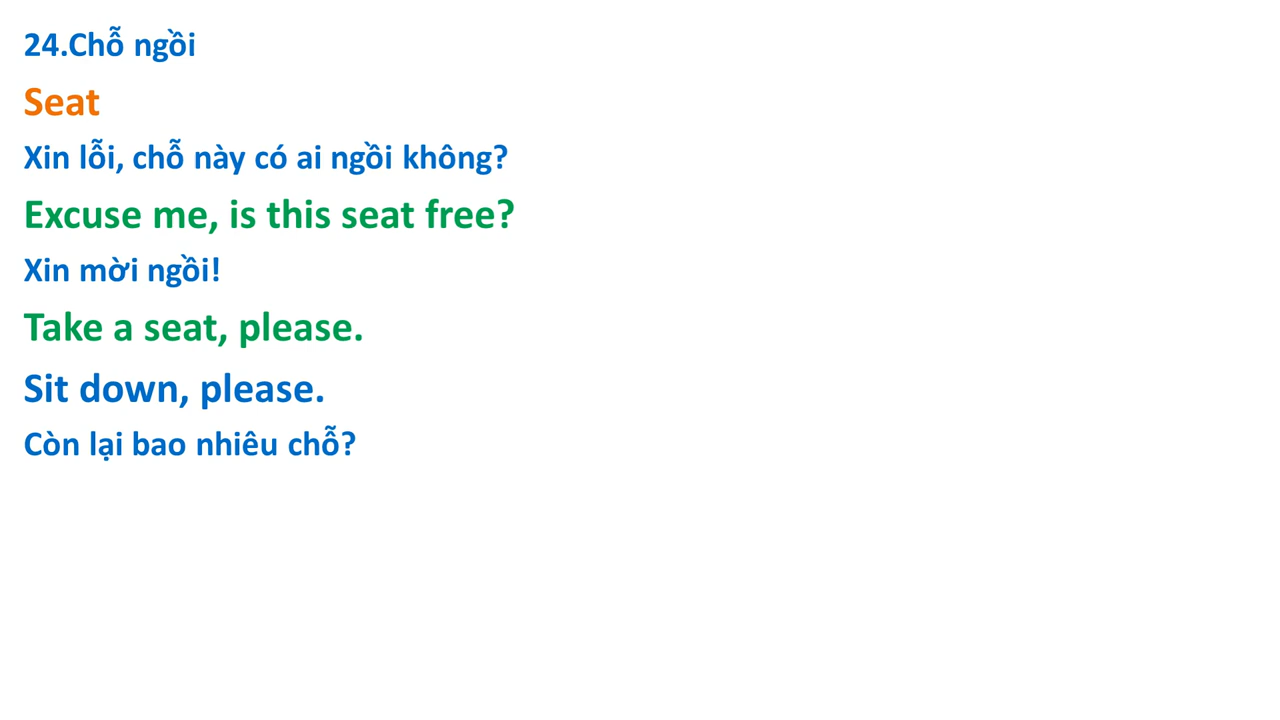 24.Chỗ ngồi
Seat
Xin lỗi, chỗ này có ai ngồi không?
Excuse me, is this seat free?
Xin mời ngồi!
Take a seat, please.
Sit down, please.
Còn lại bao nhiêu chỗ?